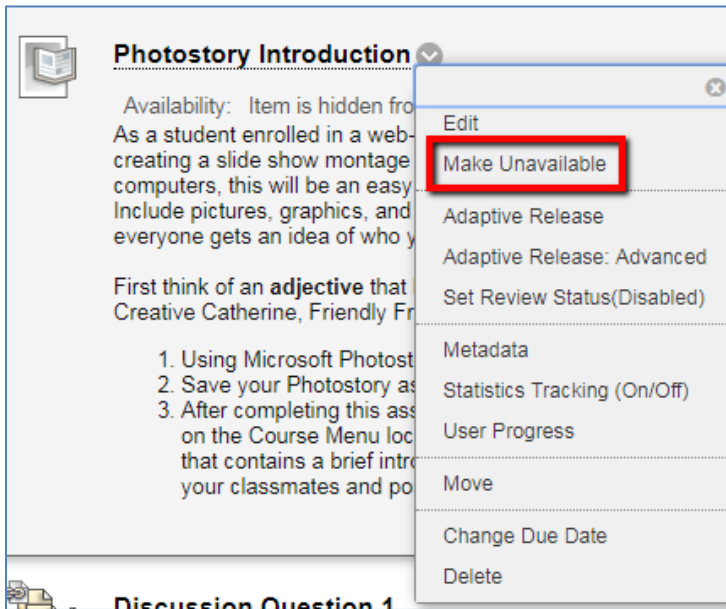 Photostory Introduction
Availability: Item is hidden fro
As a student enrolled in a web-
creating a slide show montage
computers, this will be an easy
Include pictures, graphics, and
everyone gets an idea of who y
First think of an adjective that
Creative Catherine, Friendly Fr
1. Using Microsoft Photost
2. Save your Photostory as
3. After completing this ass
on the Course Menu loc
that contains a brief intro
your classmates and po
Edit
Make Unavailable
Adaptive Release
Adaptive Release: Advanced
Set Review Status(Disabled)
Metadata
Statistics Tracking (On/Off)
User Progress
Move
Change Due Date
Delete
Discussion Question 1